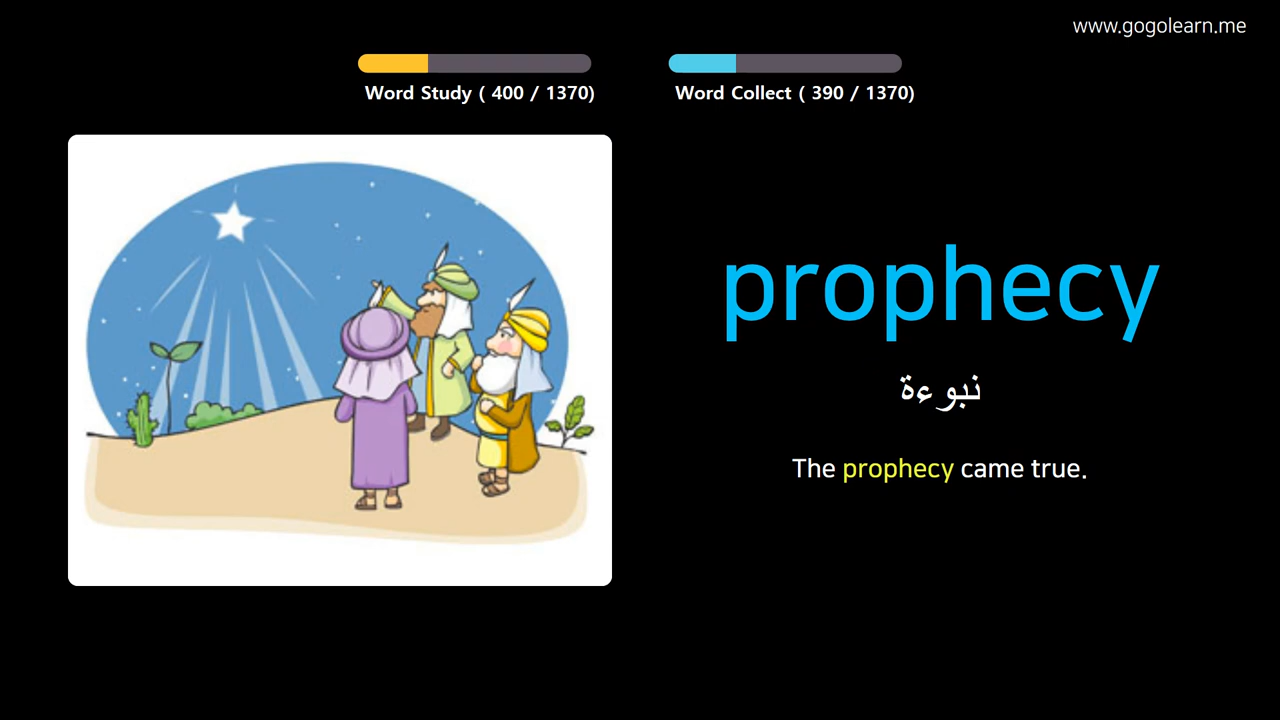 www.gogolearn.me
Word Study ( 400 / 1370)
Word Collect ( 390 / 1370)
prophecy
نبوءة
The prophecy came true.